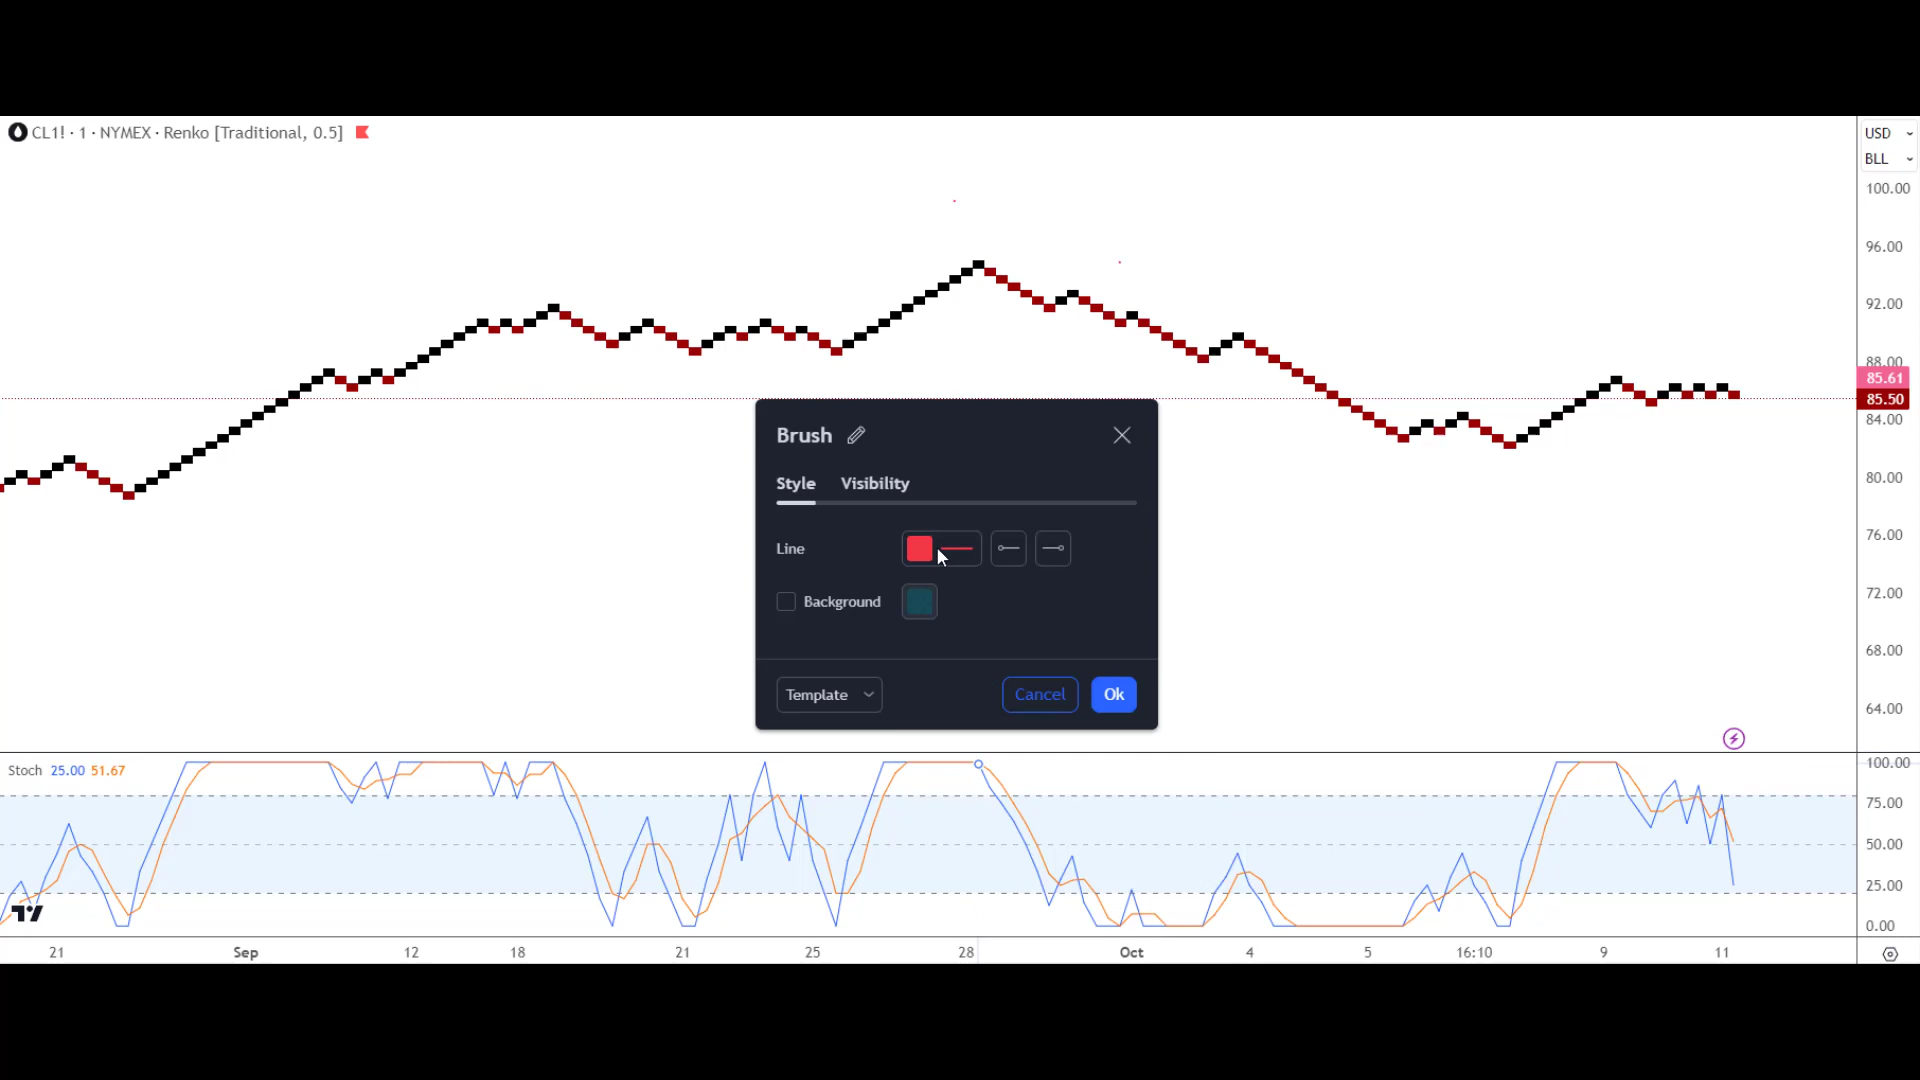 CL1! · 1 · NYMEX · Renko [Traditional, 0.5]
USD
BLL
100.00
96.00
92.00
88.00
85.61
85.50
84.00
80.00
76.00
72.00
68.00
64.00
Brush
Style Visibility
Line
Background
Template Cancel Ok
Stoch 25.00 51.67
100.00
75.00
50.00
25.00
0.00
21 Sep 12 18 21 25 28 Oct 4 5 16:10 9 11